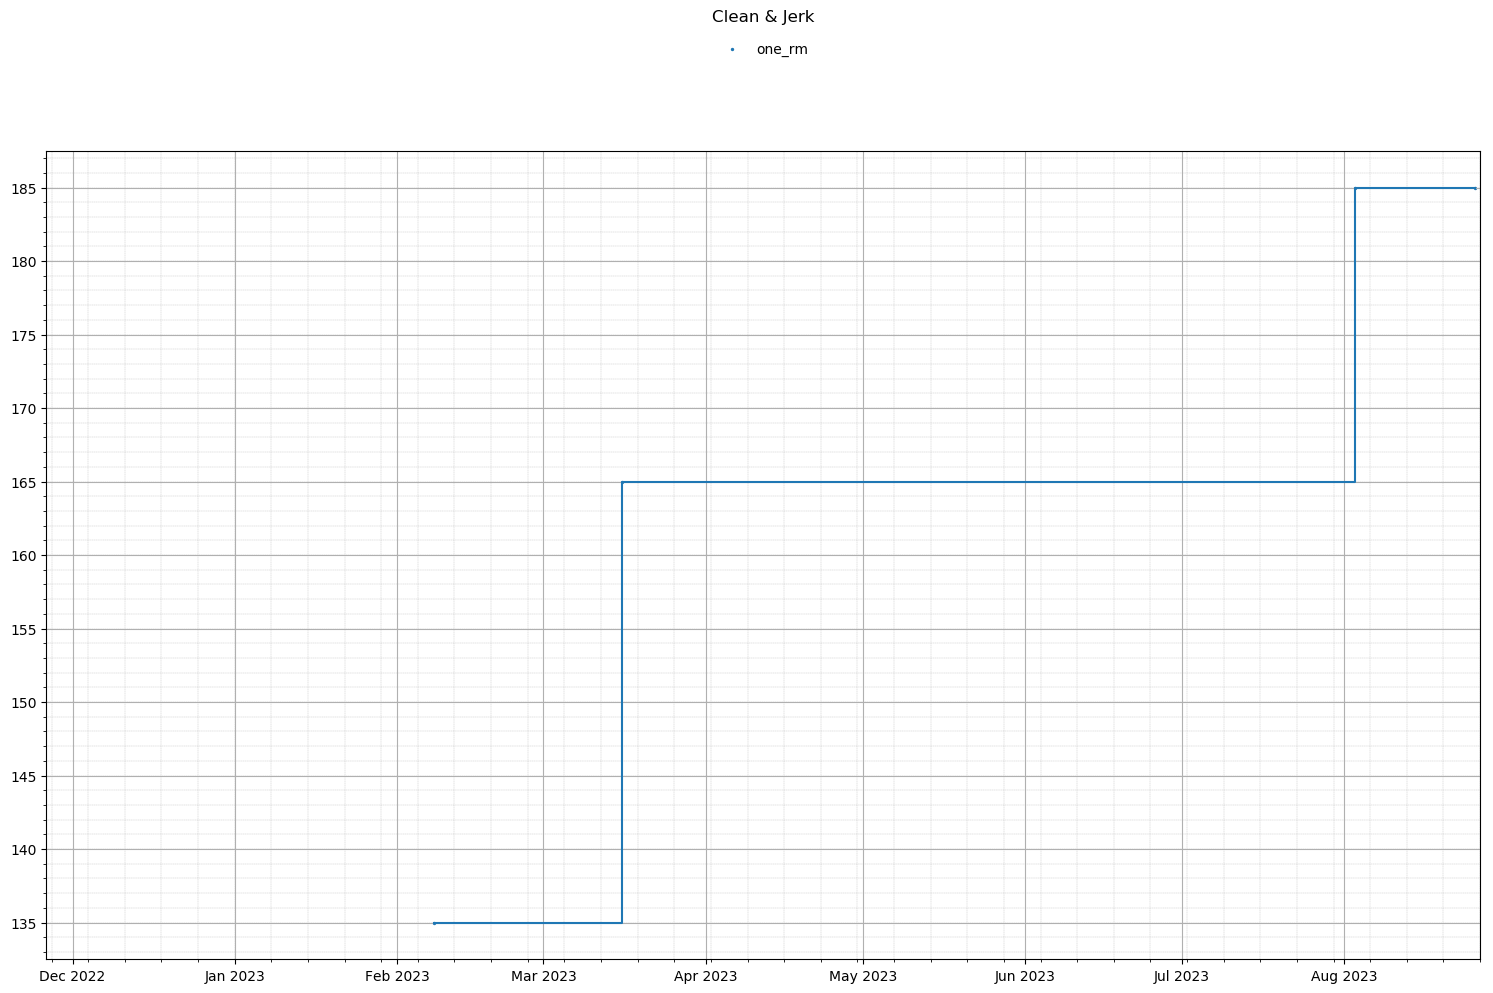 Clean & Jerk
one_rm
185
180
175
170
165
160
155
150
145
140
135
Dec 2022
Jan 2023
Feb 2023
Mar 2023
Apr 2023
May 2023
Jun 2023
Jul 2023
Aug 2023